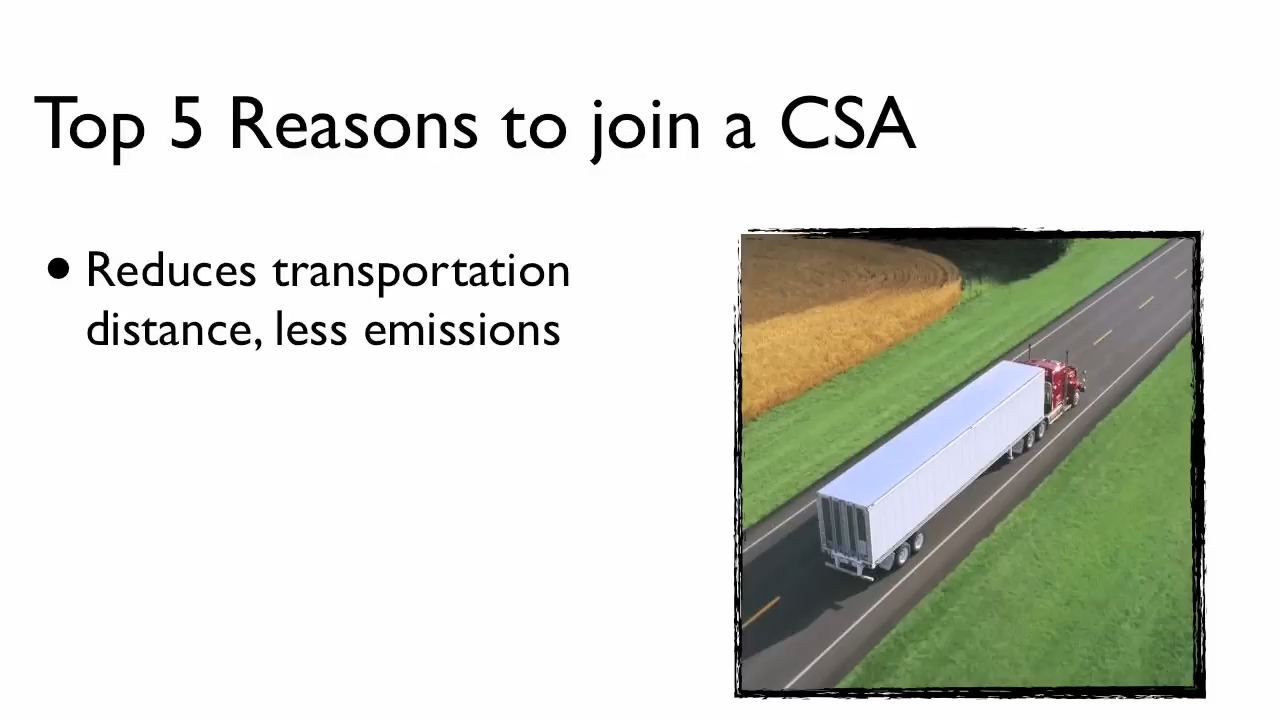 Top 5 Reasons to join a CSA
• Reduces transportation
distance, less emissions